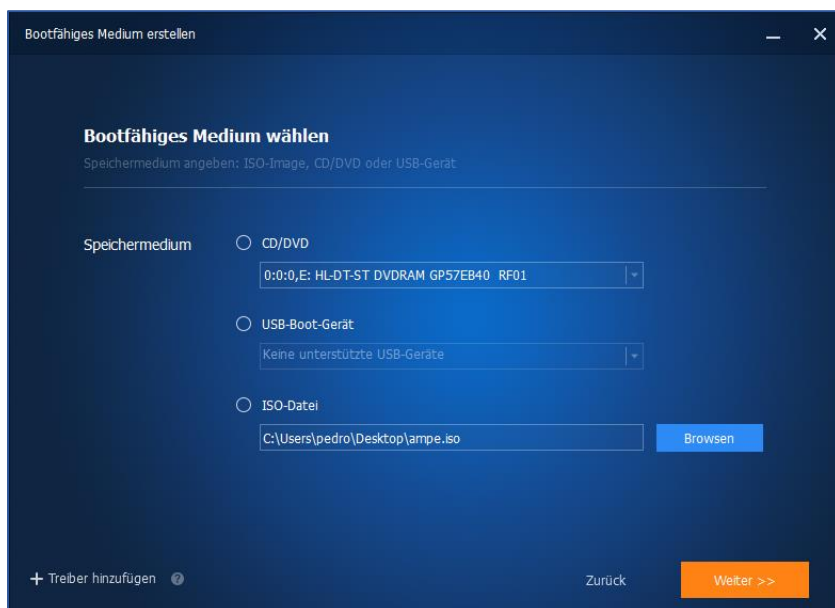 Bootfähiges Medium erstellen
Bootfähiges Medium wählen
Speichermedium angeben: ISO-Image, CD/DVD oder USB-Gerät
Speichermedium
CD/DVD
0:0:0,E: HL-DT-ST DVDRAM GP57EB40 RF01
USB-Boot-Gerät
Keine unterstützte USB-Geräte
ISO-Datei
C:\Users\pedro\Desktop\ampe.iso
Browsen
+ Treiber hinzufügen ?
Zurück
Weiter >>